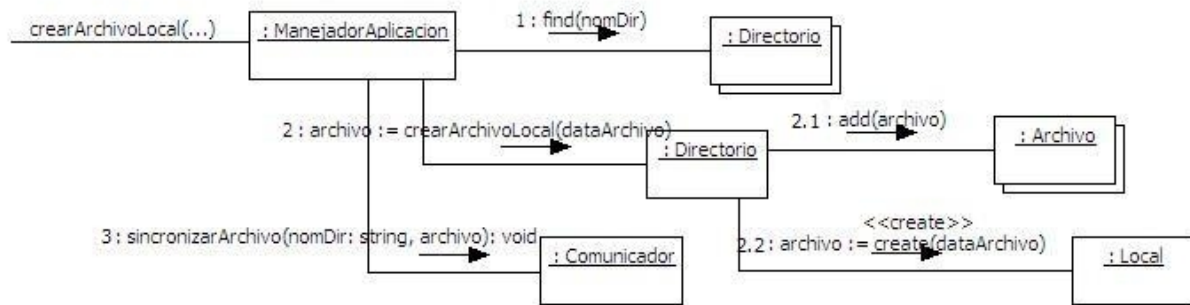 crearArchivoLocal(...)
: ManejadorAplicacion
1 : find(nomDir)
: Directorio
2 : archivo := crearArchivoLocal(dataArchivo)
: Directorio
2.1 : add(archivo)
: Archivo
3 : sincronizarArchivo(nomDir: string, archivo): void
: Comunicador
<<create>>
2.2: archivo := create(dataArchivo)
: Local